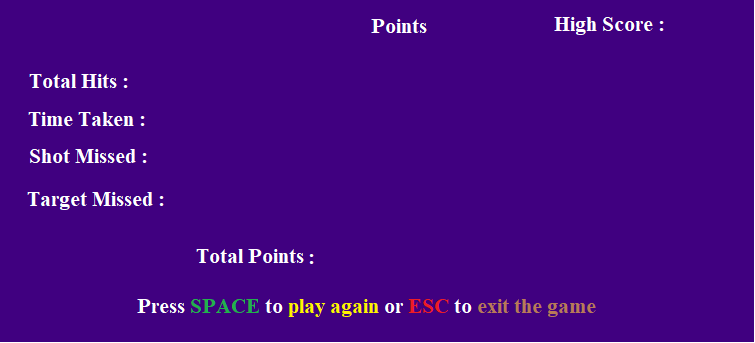 Points
High Score :
Total Hits :
Time Taken :
Shot Missed :
Target Missed :
Total Points :
Press SPACE to play again or ESC to exit the game